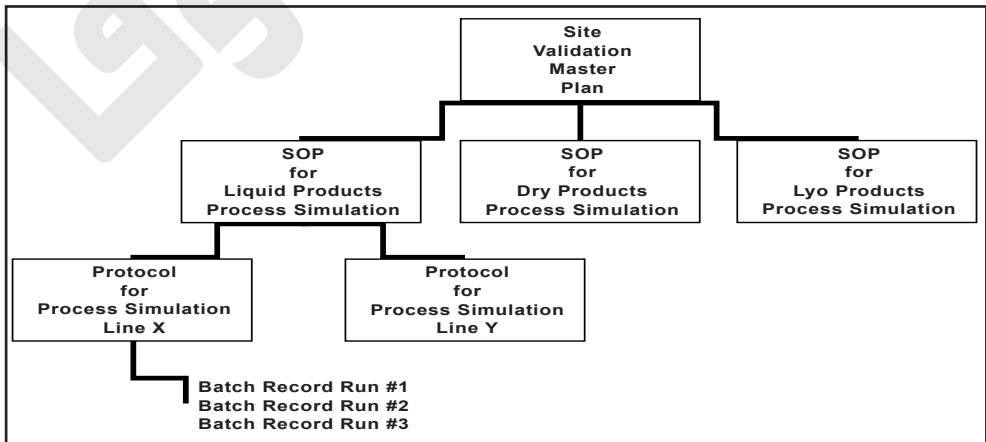 Site
Validation
Master
Plan
SOP
for
Liquid Products
Process Simulation
SOP
for
Dry Products
Process Simulation
SOP
for
Lyo Products
Process Simulation
Protocol
for
Process Simulation
Line X
Protocol
for
Process Simulation
Line Y
Batch Record Run #1
Batch Record Run #2
Batch Record Run #3